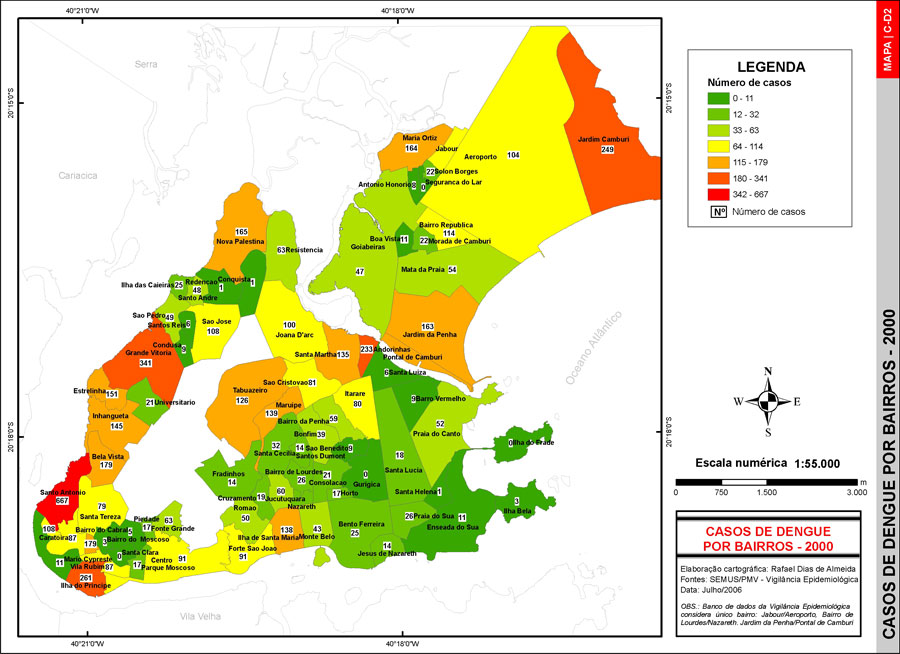 40°21'0"W
40°18'0"W
MAPA | C-D2
Serra
20°15'0"S
20°15'0"S
Cariacica
LEGENDA
Número de casos
0 - 11
12 - 32
33 - 63
64 - 114
115 - 179
180 - 341
342 - 667
Nº Número de casos
Maria Ortiz
164
Jabour
Aeroporto
104
Jardim Camburi
249
22 Solon Borges
Antonio Honorio 8
0 Seguranca do Lar
165
Nova Palestina
63 Resistencia
Bairro Republica
114
Boa Vista 11
22 Morada de Camburi
Goiabeiras
47
Mata da Praia 54
Ilha das Caieiras 25
Redencao
48
Conquista
1
1
Santo Andre
Sao Pedro 49
Santos Reis 6
Sao Jose
108
100
Joana D'arc
163
Jardim da Penha
Oceano Atlântico
Condusa
9
Grande Vitoria
341
Santa Martha 135
233 Andorinhas
Pontal de Camburi
6 Santa Luiza
Estrelinha 151
21 Universitario
Tabuazeiro
126
Sao Cristovao 81
Itarare
80
9 Barro Vermelho
Inhangueta
145
Maruipe
139
Bairro da Penha 59
Bonfim 39
52
Praia do Canto
N
W
E
S
20°18'0"S
20°18'0"S
0 Ilha do Frade
Bela Vista
179
32
Santa Cecilia
14 Sao Benedito 9
Santos Dumont
18
Santa Lucia
Escala numérica 1:55.000
m
0
750
1.500
3.000
Fradinhos
14
Bairro de Lourdes
26
21
Consolacao
0
Gurigica
Santo Antonio
667
79
Santa Tereza
Cruzamento 19
60
Jucutuquara
Nazareth
17 Horto
Santa Helena 1
3
Ilha Bela
Romao
50
Piedade
17
63
Fonte Grande
108
Caratoira 87
Bairro do Cabral 5
179
3
Bairro do Moscoso
138
Ilha de Santa Maria
43
Monte Belo
Bento Ferreira
25
26 Praia do Sua
11
Enseada do Sua
14
Jesus de Nazareth
0
Santa Clara
Forte Sao Joao
91
Centro
91
11
Mario Cypreste
Vila Rubim 87
17
Parque Moscoso
261
Ilha do Principe
Vila Velha
CASOS DE DENGUE
POR BAIRROS - 2000
Elaboração cartográfica: Rafael Dias de Almeida
Fontes: SEMUS/PMV - Vigilância Epidemiológica
Data: Julho/2006
OBS.: Banco de dados da Vigilância Epidemiológica
considera único bairro: Jabour/Aeroporto, Bairro de
Lourdes/Nazareth. Jardim da Penha/Pontal de Camburi
40°21'0"W
40°18'0"W
CASOS DE DENGUE POR BAIRROS - 2000